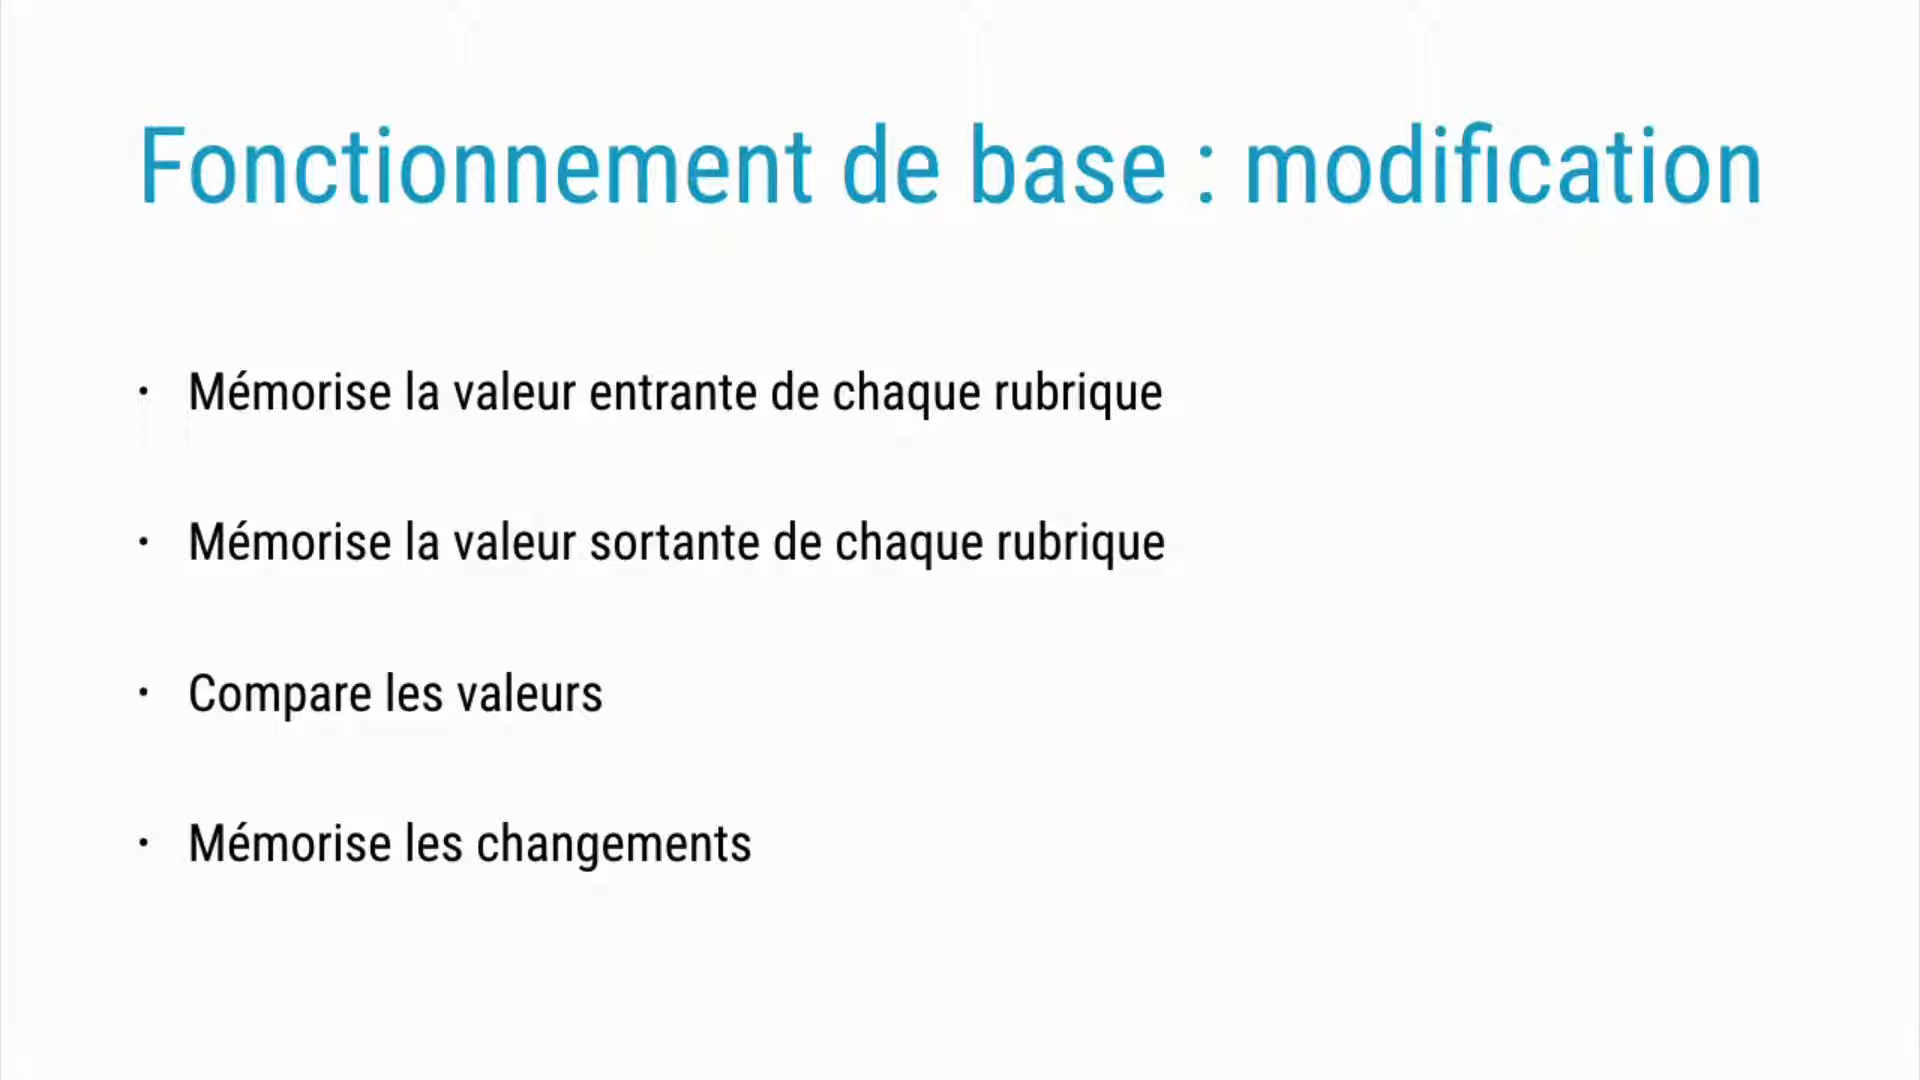 Fonctionnement de base : modification
• Mémorise la valeur entrante de chaque rubrique
• Mémorise la valeur sortante de chaque rubrique
• Compare les valeurs
• Mémorise les changements